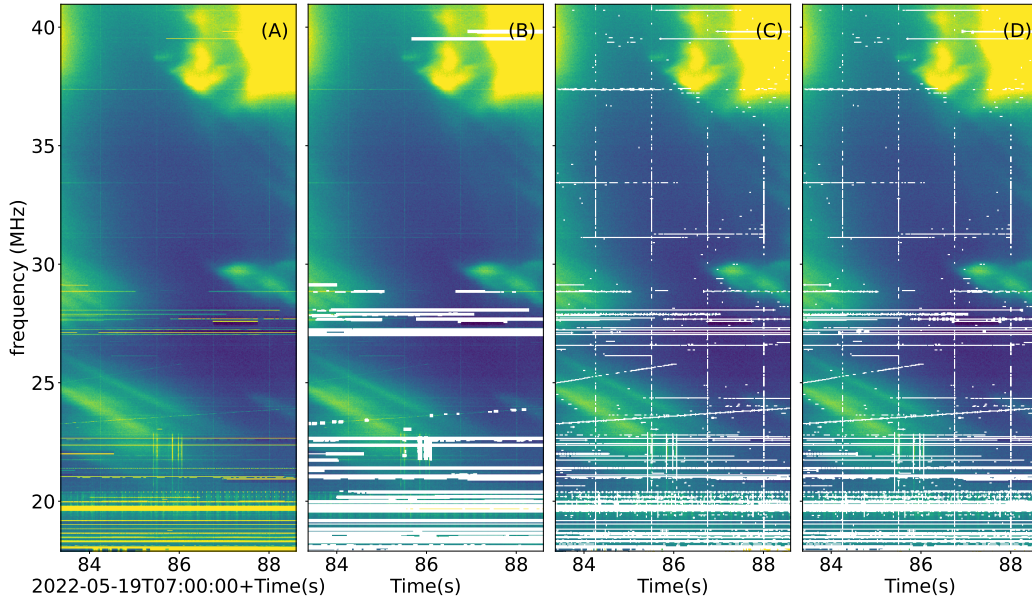 (A) (B) (C) (D)
40
35
30
25
20
frequency (MHz)
84 86 88 84 86 88 84 86 88 84 86 88
2022-05-19T07:00:00+Time(s) Time(s) Time(s) Time(s)